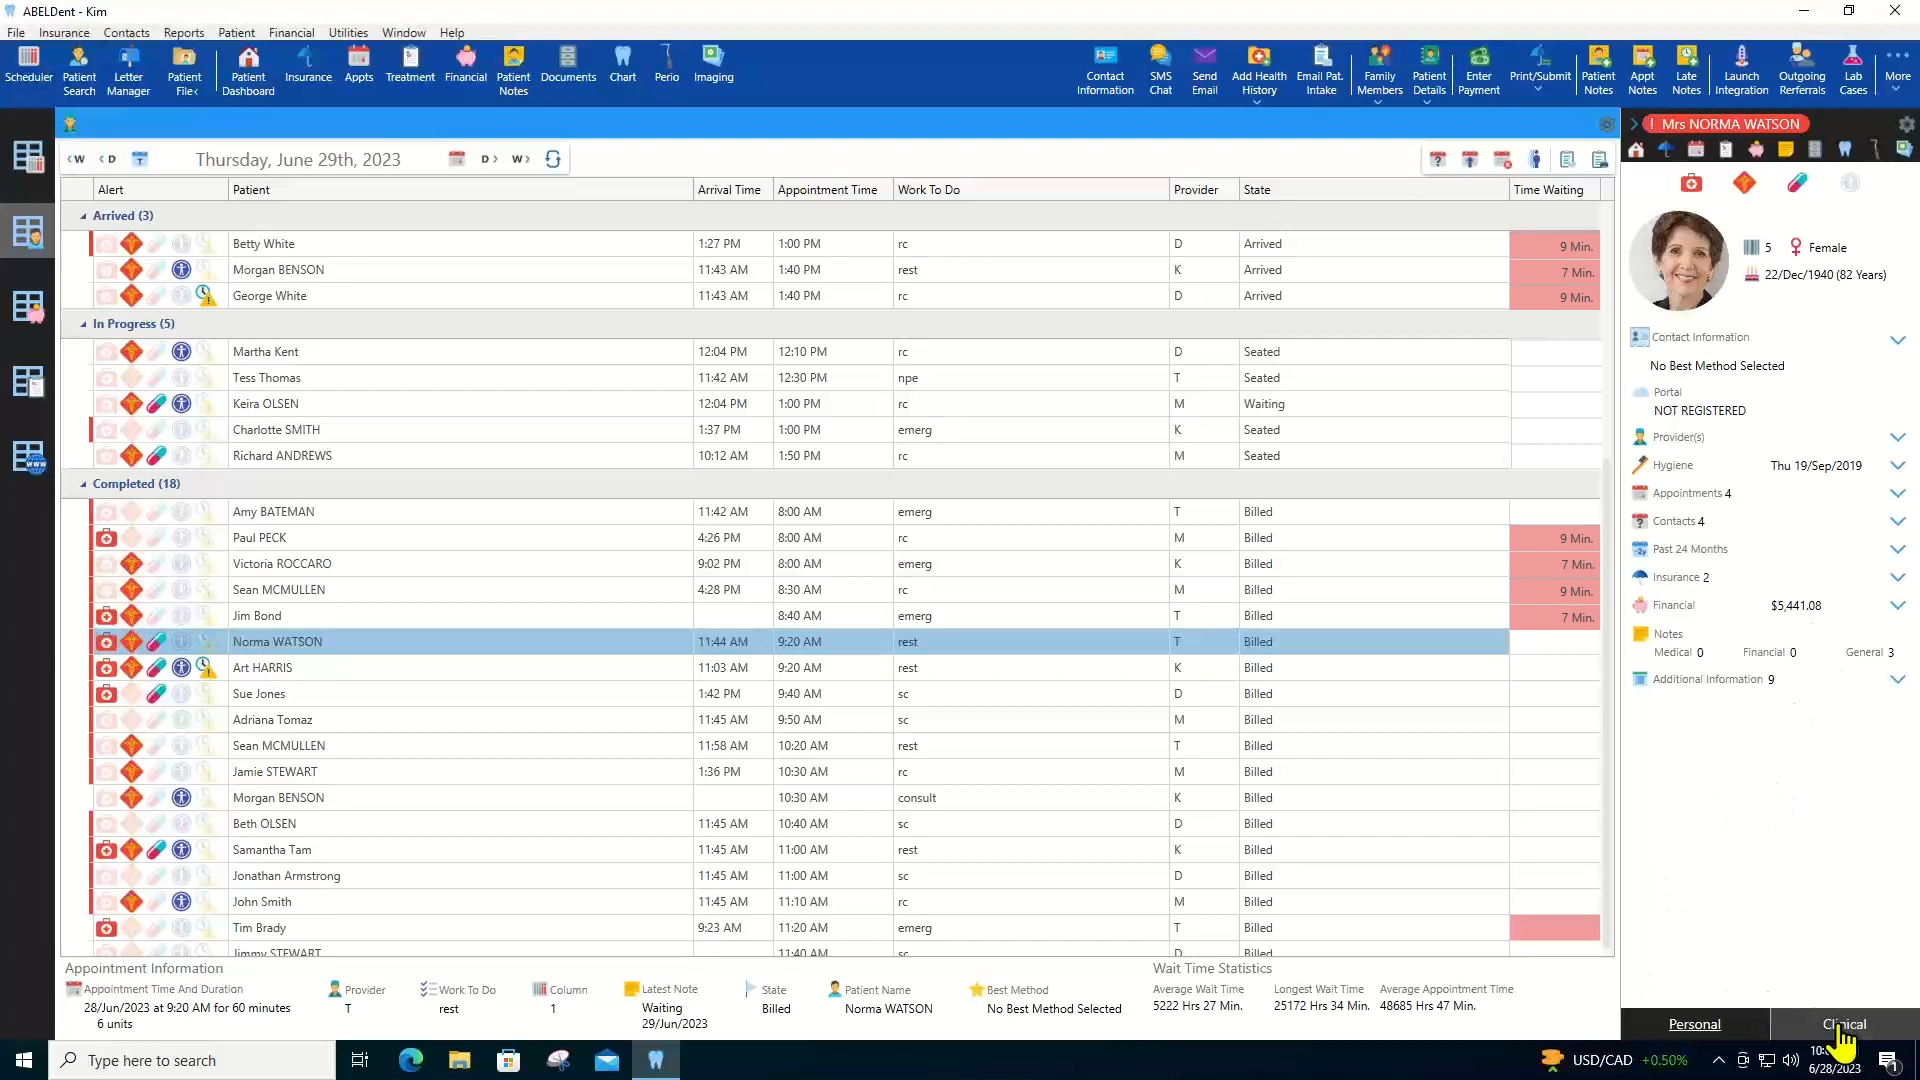 ABELDent - Kim
File Insurance Contacts Reports Patient Financial Utilities Window Help
Scheduler Patient Search Letter Manager Patient File< Patient Dashboard Insurance Appts Treatment Financial Patient Notes Documents Chart Perio Imaging Contact Information SMS Chat Send Email Add Health History Email Pat. Intake Family Members Patient Details Enter Payment Print/Submit Patient Notes Appt Notes Late Notes Launch Integration Outgoing Rerferrals Lab Cases More
<W <D Thursday, June 29th, 2023 D> W>
Alert Patient Arrival Time Appointment Time Work To Do Provider State Time Waiting
Arrived (3)
Betty White 1:27 PM 1:00 PM rc D Arrived 9 Min.
Morgan BENSON 11:43 AM 1:40 PM rest K Arrived 7 Min.
George White 11:43 AM 1:40 PM rc D Arrived 9 Min.
In Progress (5)
Martha Kent 12:04 PM 12:10 PM rc D Seated
Tess Thomas 11:42 AM 12:30 PM npe T Seated
Keira OLSEN 12:04 PM 1:00 PM rc M Waiting
Charlotte SMITH 1:37 PM 1:00 PM emerg K Seated
Richard ANDREWS 10:12 AM 1:50 PM rc M Seated
Completed (18)
Amy BATEMAN 11:42 AM 8:00 AM emerg T Billed
Paul PECK 4:26 PM 8:00 AM rc M Billed 9 Min.
Victoria ROCCARO 9:02 PM 8:00 AM emerg K Billed 7 Min.
Sean MCMULLEN 4:28 PM 8:30 AM rc M Billed 9 Min.
Jim Bond 8:40 AM emerg T Billed 7 Min.
Norma WATSON 11:44 AM 9:20 AM rest T Billed
Art HARRIS 11:03 AM 9:20 AM rest K Billed
Sue Jones 1:42 PM 9:40 AM sc D Billed
Adriana Tomaz 11:45 AM 9:50 AM sc M Billed
Sean MCMULLEN 11:58 AM 10:20 AM rest T Billed
Jamie STEWART 1:36 PM 10:30 AM rc M Billed
Morgan BENSON 10:30 AM consult K Billed
Beth OLSEN 11:45 AM 10:40 AM sc D Billed
Samantha Tam 11:45 AM 11:00 AM rest K Billed
Jonathan Armstrong 11:45 AM 11:00 AM sc D Billed
John Smith 11:45 AM 11:10 AM rc M Billed
Tim Brady 9:23 AM 11:20 AM emerg T Billed
Jimmy STEWART 11:40 AM sc D Billed
Appointment Information
Appointment Time And Duration Provider Work To Do Column Latest Note State Patient Name Best Method
28/Jun/2023 at 9:20 AM for 60 minutes T rest 1 Waiting Billed Norma WATSON No Best Method Selected
6 units 29/Jun/2023
Wait Time Statistics
Average Wait Time Longest Wait Time Average Appointment Time
5222 Hrs 27 Min. 25172 Hrs 34 Min. 48685 Hrs 47 Min.
! Mrs NORMA WATSON
5 Female
22/Dec/1940 (82 Years)
Contact Information
No Best Method Selected
Portal
NOT REGISTERED
Provider(s)
Hygiene Thu 19/Sep/2019
Appointments 4
Contacts 4
Past 24 Months
Insurance 2
Financial $5,441.08
Notes
Medical 0 Financial 0 General 3
Additional Information 9
Personal Clinical
Type here to search
USD/CAD +0.50%
6/28/2023
1